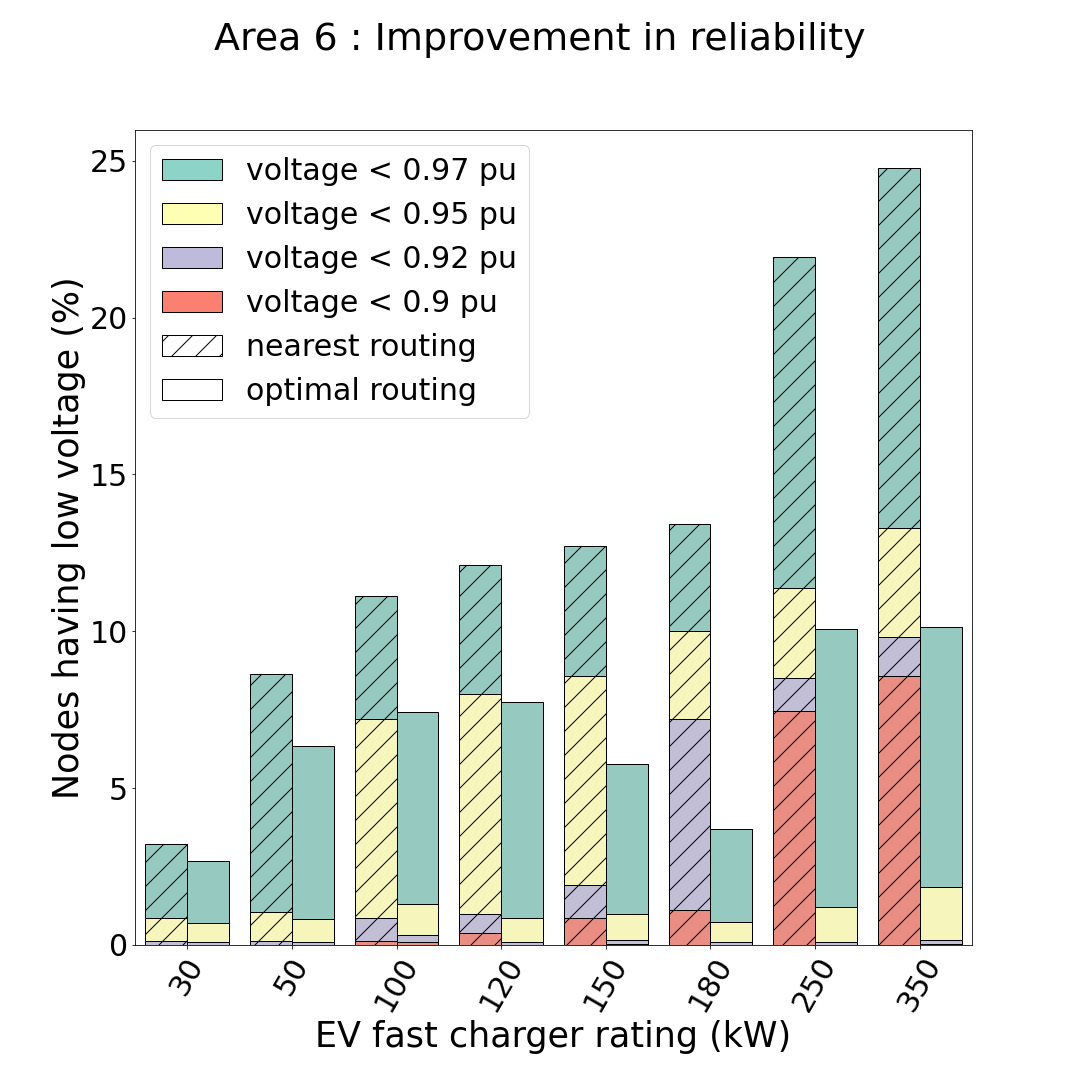 Area 6 : Improvement in reliability
voltage < 0.97 pu
voltage < 0.95 pu
voltage < 0.92 pu
voltage < 0.9 pu
nearest routing
optimal routing
Nodes having low voltage (%)
25
20
15
10
5
0
30
50
100
120
150
180
250
350
EV fast charger rating (kW)